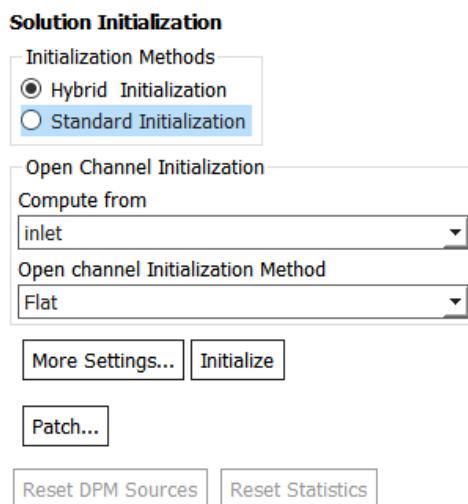 Solution Initialization
Initialization Methods
Hybrid Initialization
Standard Initialization
Open Channel Initialization
Compute from
inlet
Open channel Initialization Method
Flat
More Settings... Initialize
Patch...
Reset DPM Sources Reset Statistics